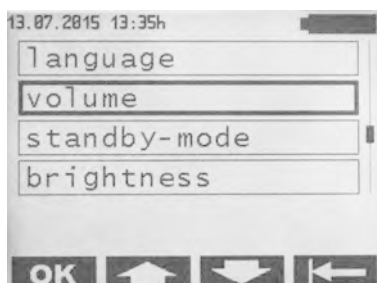 13.07.2015 13:35h
language
volume
standby-mode
brightness
OK